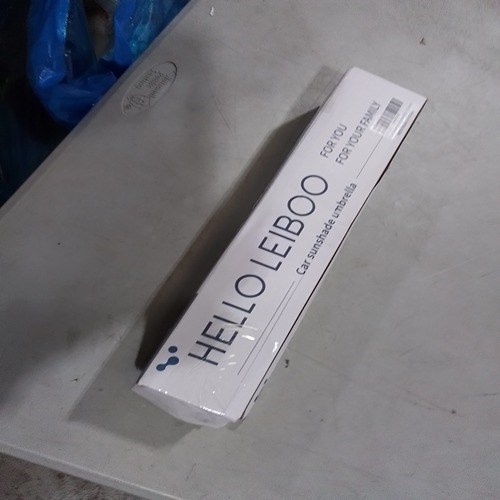 HELLO LEIBOO
FOR YOU
FOR YOUR FAMILY
Car sunshade umbrella